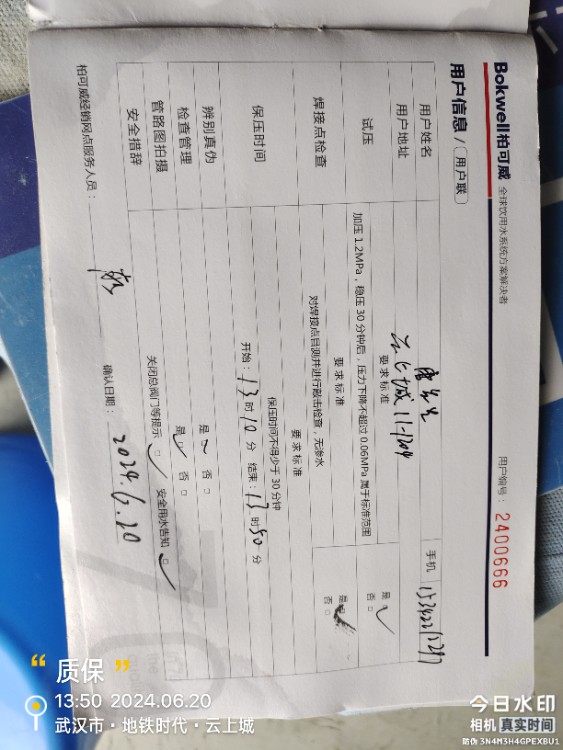 Bokwell柏可威 全球饮用水系统方案解决者
用户编号： 2400666
用户信息/用户联
用户姓名
手机
用户地址 云上城 11-1204
试压 要求标准
加压 1.2MPa，稳压 30 分钟后，压力下降不超过 0.06MPa 属于标准范围 是 否
焊接点检查 要求标准
对焊接点目测并进行敲击检查，无渗水 是 否
保压时间 要求标准
保压时间不得少于 30 分钟
开始：13 时 10 分 结束：13 时 50 分
辨别真伪 是 否
检查管理 是 否
管路图拍摄
安全措辞 关闭总阀门等提示 安全用水告知
柏可威经销网点服务人员：
确认日期：2024.6.20
“ 质保 ”
13:50 2024.06.20
武汉市·地铁时代·云上城
今日水印
相机 真实时间
防伪 3N4M3H4GPEXBU1